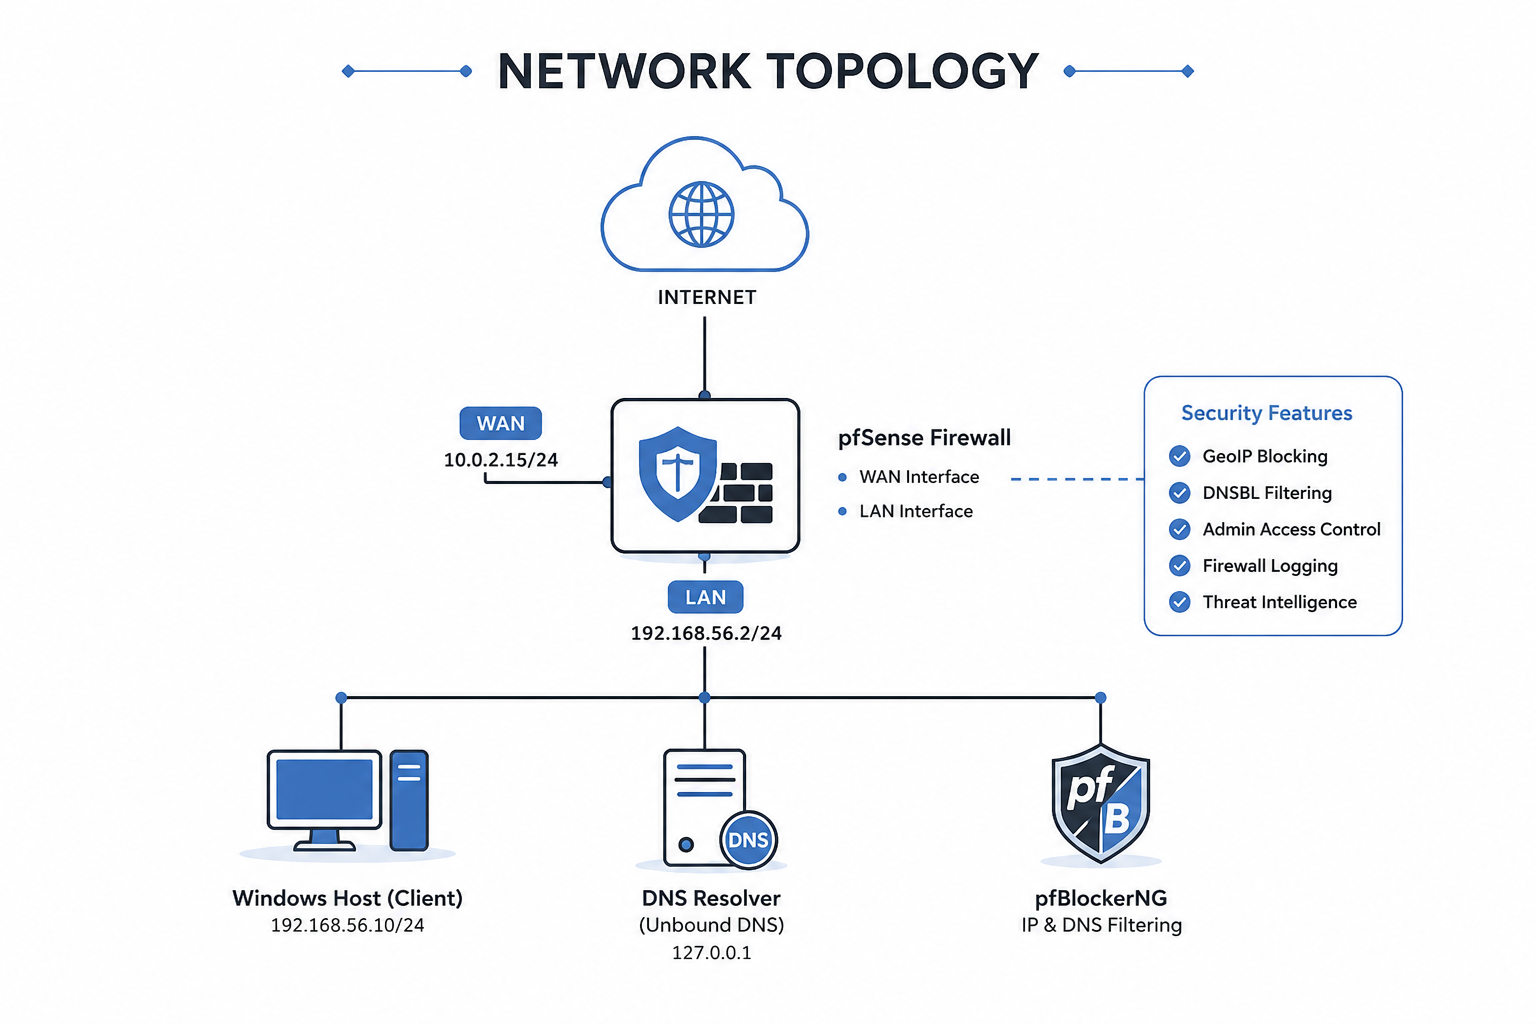 NETWORK TOPOLOGY
INTERNET
WAN
10.0.2.15/24
pfSense Firewall
WAN Interface
LAN Interface
Security Features
GeoIP Blocking
DNSBL Filtering
Admin Access Control
Firewall Logging
Threat Intelligence
LAN
192.168.56.2/24
Windows Host (Client)
192.168.56.10/24
DNS
DNS Resolver
(Unbound DNS)
127.0.0.1
pf
B
pfBlockerNG
IP & DNS Filtering